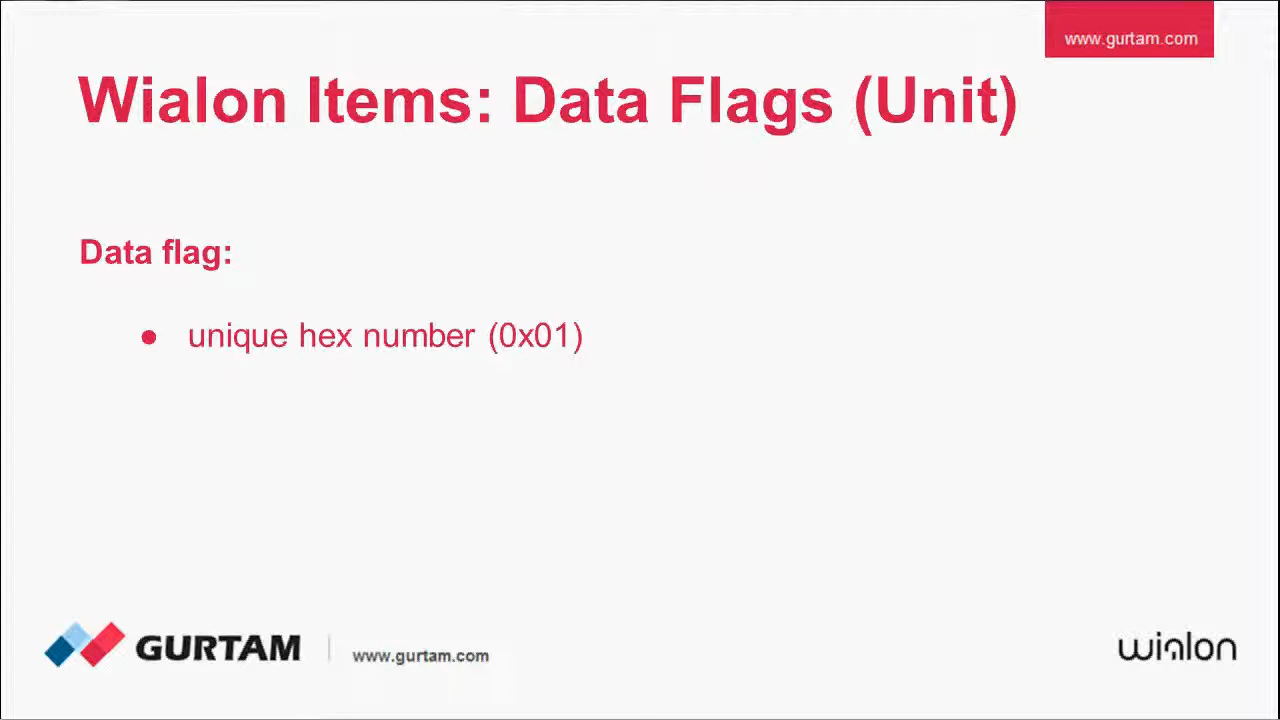 www.gurtam.com
Wialon Items: Data Flags (Unit)
Data flag:
● unique hex number (0x01)
GURTAM | www.gurtam.com
wialon